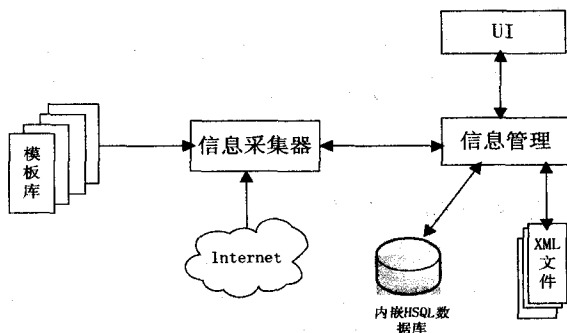 UI
模板库
信息采集器
信息管理
Internet
XML
文件
内嵌HSQL数
据库